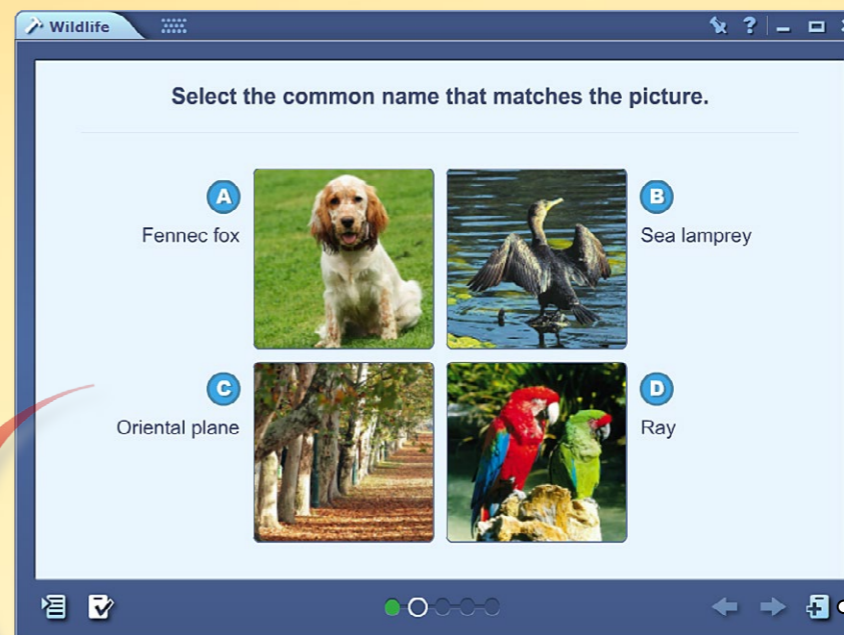 Wildlife
?
Select the common name that matches the picture.
A
Fennec fox
B
Sea lamprey
C
Oriental plane
D
Ray